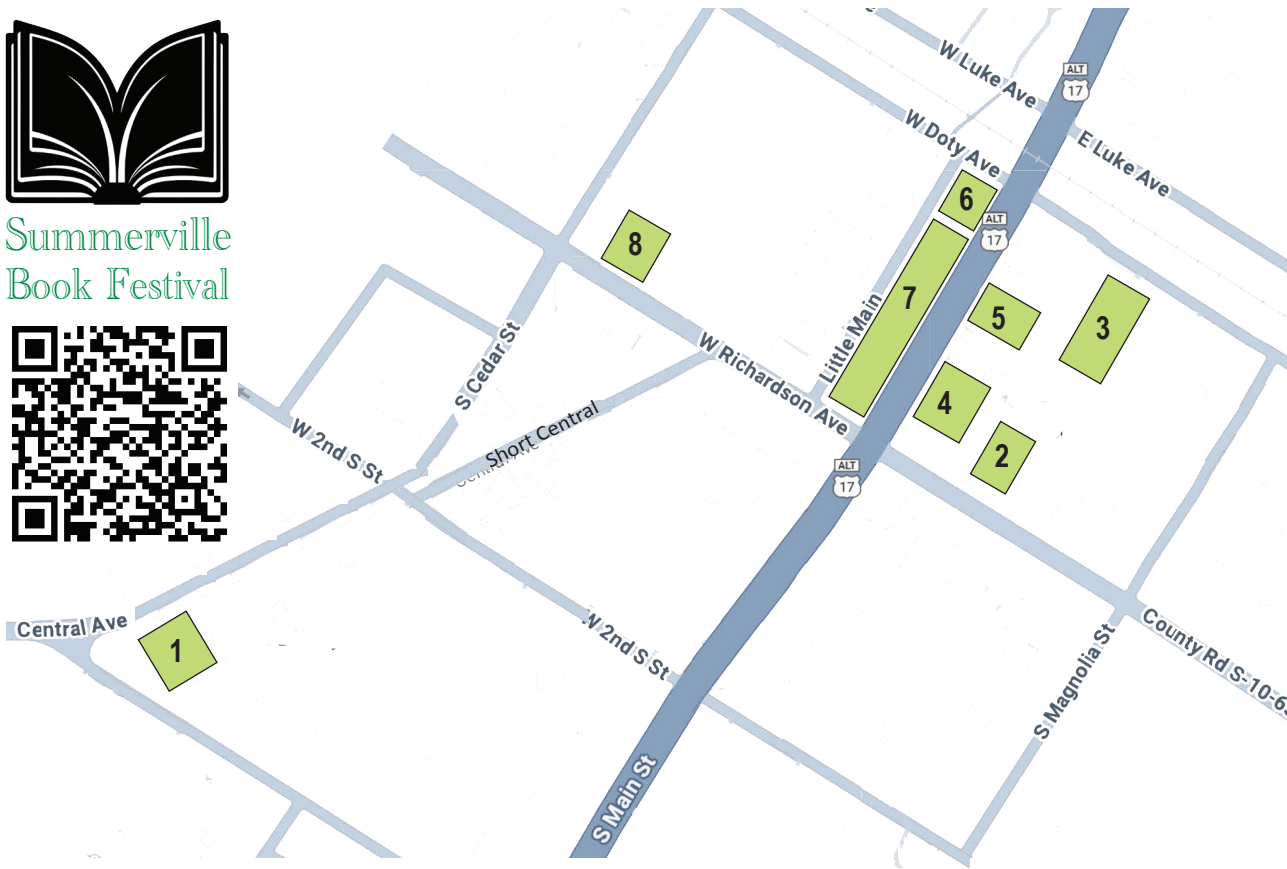 Summerville
Book Festival
W Luke Ave
ALT
17
W Doty Ave
E Luke Ave
6
ALT
17
8
7
5
3
Little Main
S Cedar St
W Richardson Ave
4
Short Central
W 2nd S St
2
ALT
17
Central Ave
1
W 2nd S St
County Rd S-10-6
S Magnolia St
S Main St